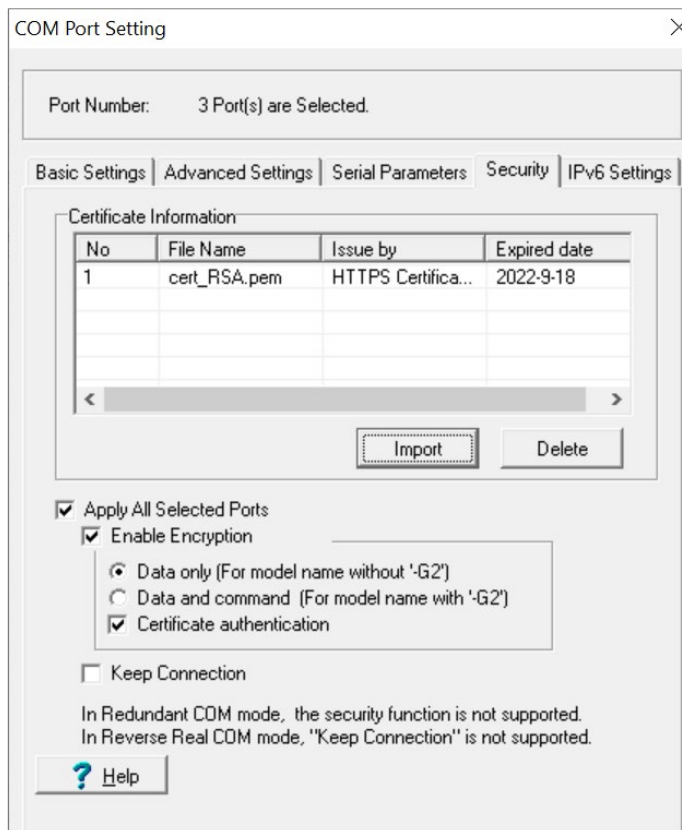 COM Port Setting
Port Number: 3 Port(s) are Selected.
Basic Settings Advanced Settings Serial Parameters Security IPv6 Settings
Certificate Information
No File Name Issue by Expired date
1 cert_RSA.pem HTTPS Certifica... 2022-9-18
Import Delete
Apply All Selected Ports
Enable Encryption
Data only (For model name without '-G2')
Data and command (For model name with '-G2')
Certificate authentication
Keep Connection
In Redundant COM mode, the security function is not supported.
In Reverse Real COM mode, "Keep Connection" is not supported.
? Help